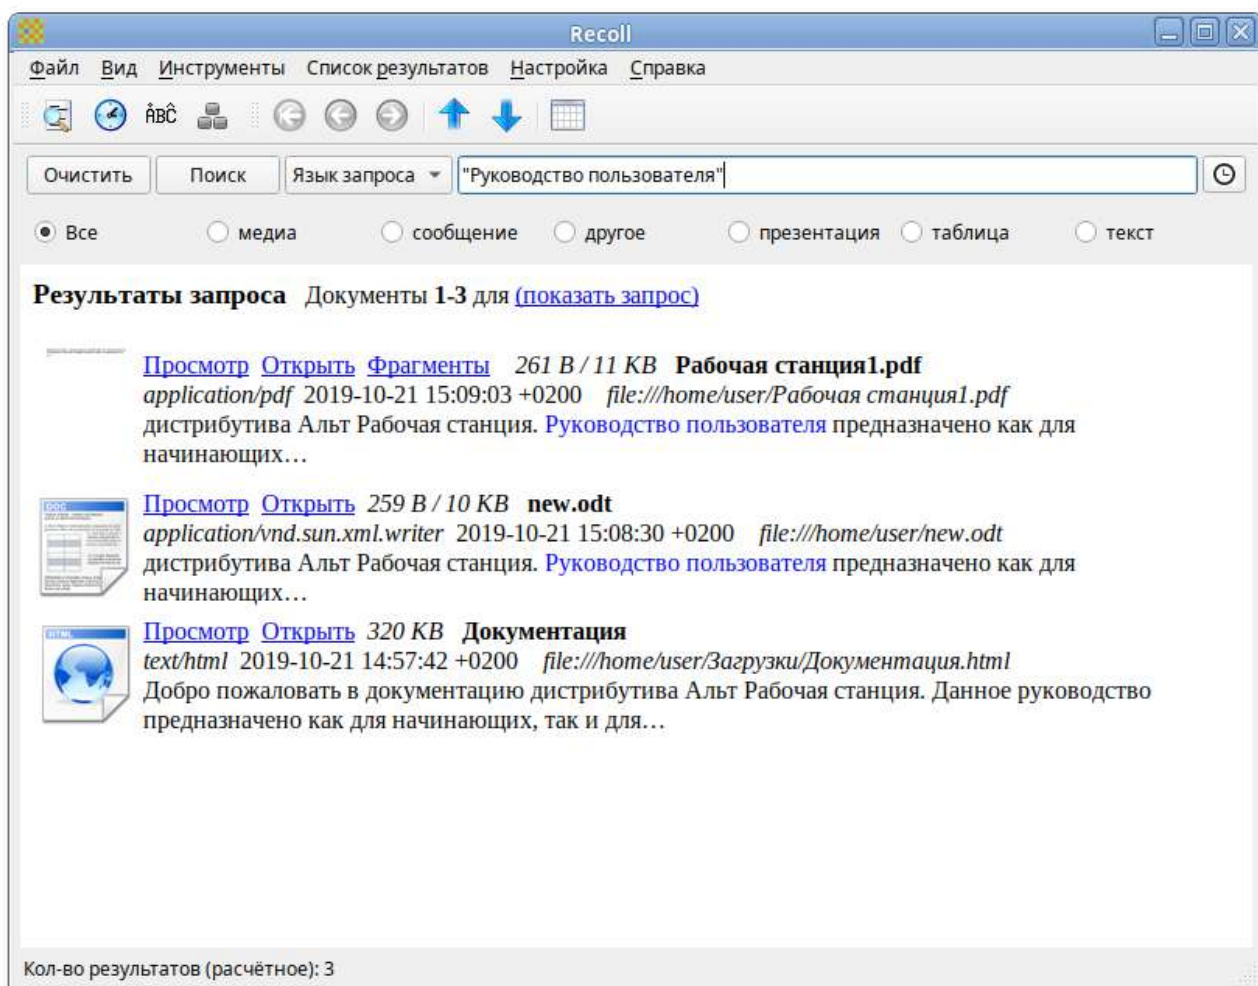 Recoll
Файл Вид Инструменты Список результатов Настройка Справка
ÅBĈ
Очистить Поиск Язык запроса "Руководство пользователя"
Все медиа сообщение другое презентация таблица текст
Результаты запроса Документы 1-3 для (показать запрос)
Просмотр Открыть Фрагменты 261 B / 11 KB Рабочая станция1.pdf
application/pdf 2019-10-21 15:09:03 +0200 file:///home/user/Рабочая станция1.pdf
дистрибутива Альт Рабочая станция. Руководство пользователя предназначено как для
начинающих…
DOC
Просмотр Открыть 259 B / 10 KB new.odt
application/vnd.sun.xml.writer 2019-10-21 15:08:30 +0200 file:///home/user/new.odt
дистрибутива Альт Рабочая станция. Руководство пользователя предназначено как для
начинающих…
HTML
Просмотр Открыть 320 KB Документация
text/html 2019-10-21 14:57:42 +0200 file:///home/user/Загрузки/Документация.html
Добро пожаловать в документацию дистрибутива Альт Рабочая станция. Данное руководство
предназначено как для начинающих, так и для…
Кол-во результатов (расчётное): 3